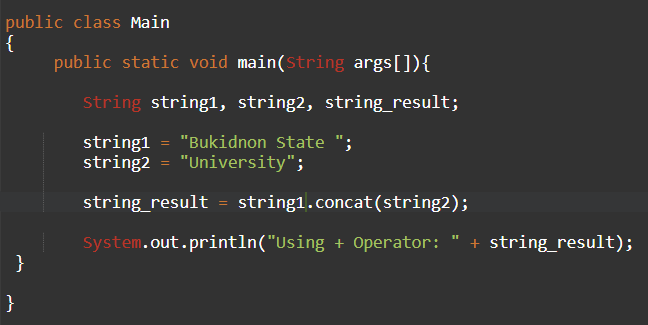 public class Main
{
public static void main(String args[]){
String string1, string2, string_result;
string1 = "Bukidnon State ";
string2 = "University";
string_result = string1.concat(string2);
System.out.println("Using + Operator: " + string_result);
}
}